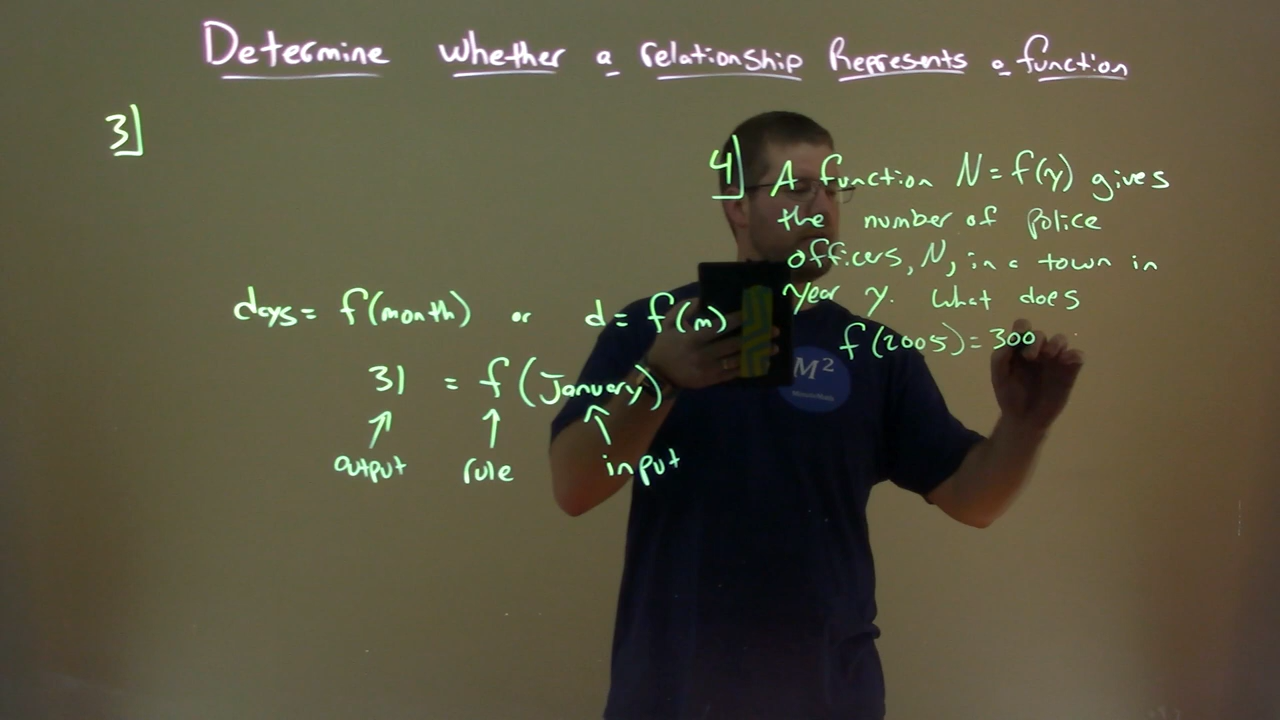 Determine whether a relationship Represents a function
3]
days = f(month) or d = f(m)
31 = f(January)
output rule input
4] A function N = f(y) gives
the number of police
officers, N, in a town in
year y. What does
f(2005) = 300
M²